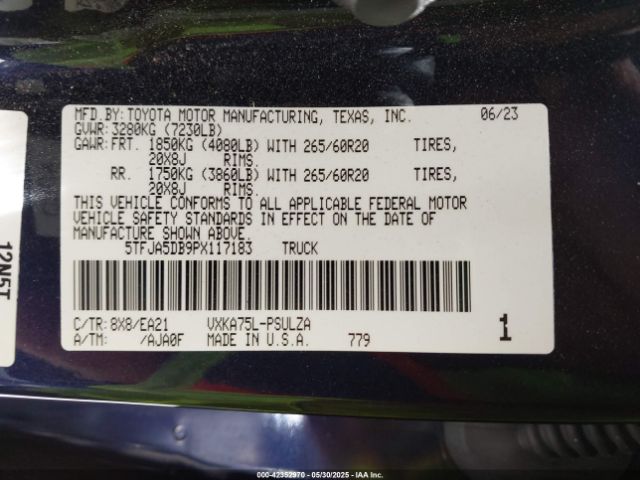 MFD.BY:TOYOTA MOTOR MANUFACTURING, TEXAS, INC. 06/23
GVWR:3280KG (7230LB)
GAWR:FRT. 1850KG (4080LB) WITH 265/60R20 TIRES,
20X8J RIMS.
RR. 1750KG (3860LB) WITH 265/60R20 TIRES,
20X8J RIMS.
THIS VEHICLE CONFORMS TO ALL APPLICABLE FEDERAL MOTOR
VEHICLE SAFETY STANDARDS IN EFFECT ON THE DATE OF
MANUFACTURE SHOWN ABOVE.
5TFJA5DB9PX117183 TRUCK
C/TR:8X8/EA21 VXKA75L-PSULZA
A/TM: /AJA0F MADE IN U.S.A. 779 1
12N5T
000-42352970 - 05/30/2025 - IAA Inc.